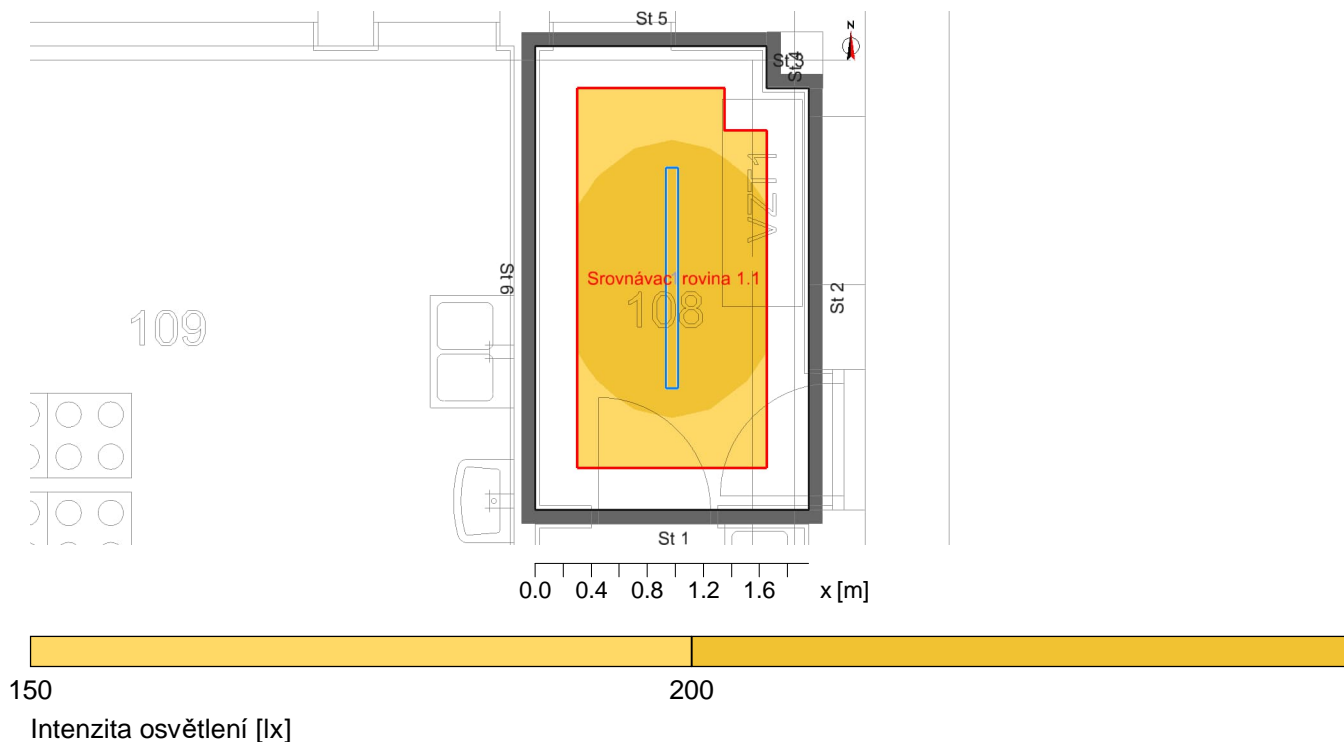 St 5
N
St 3
St 4
VZT1
Srovnávací rovina 1.1
St 6
St 2
108
109
St 1
0.0 0.4 0.8 1.2 1.6 x [m]
150 200
Intenzita osvětlení [lx]